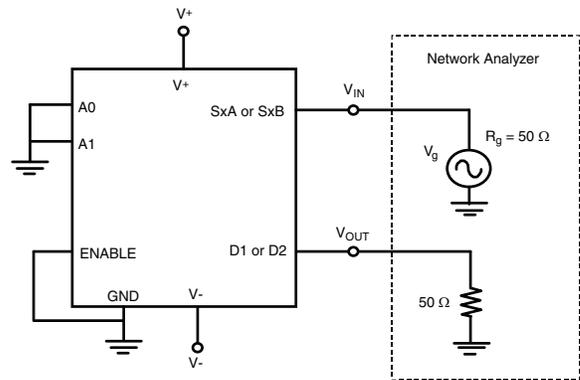 V+
V+
Network Analyzer
A0
SxA or SxB
VIN
A1
Vg
Rg = 50 Ω
ENABLE
D1 or D2
VOUT
GND
V-
50 Ω
V-